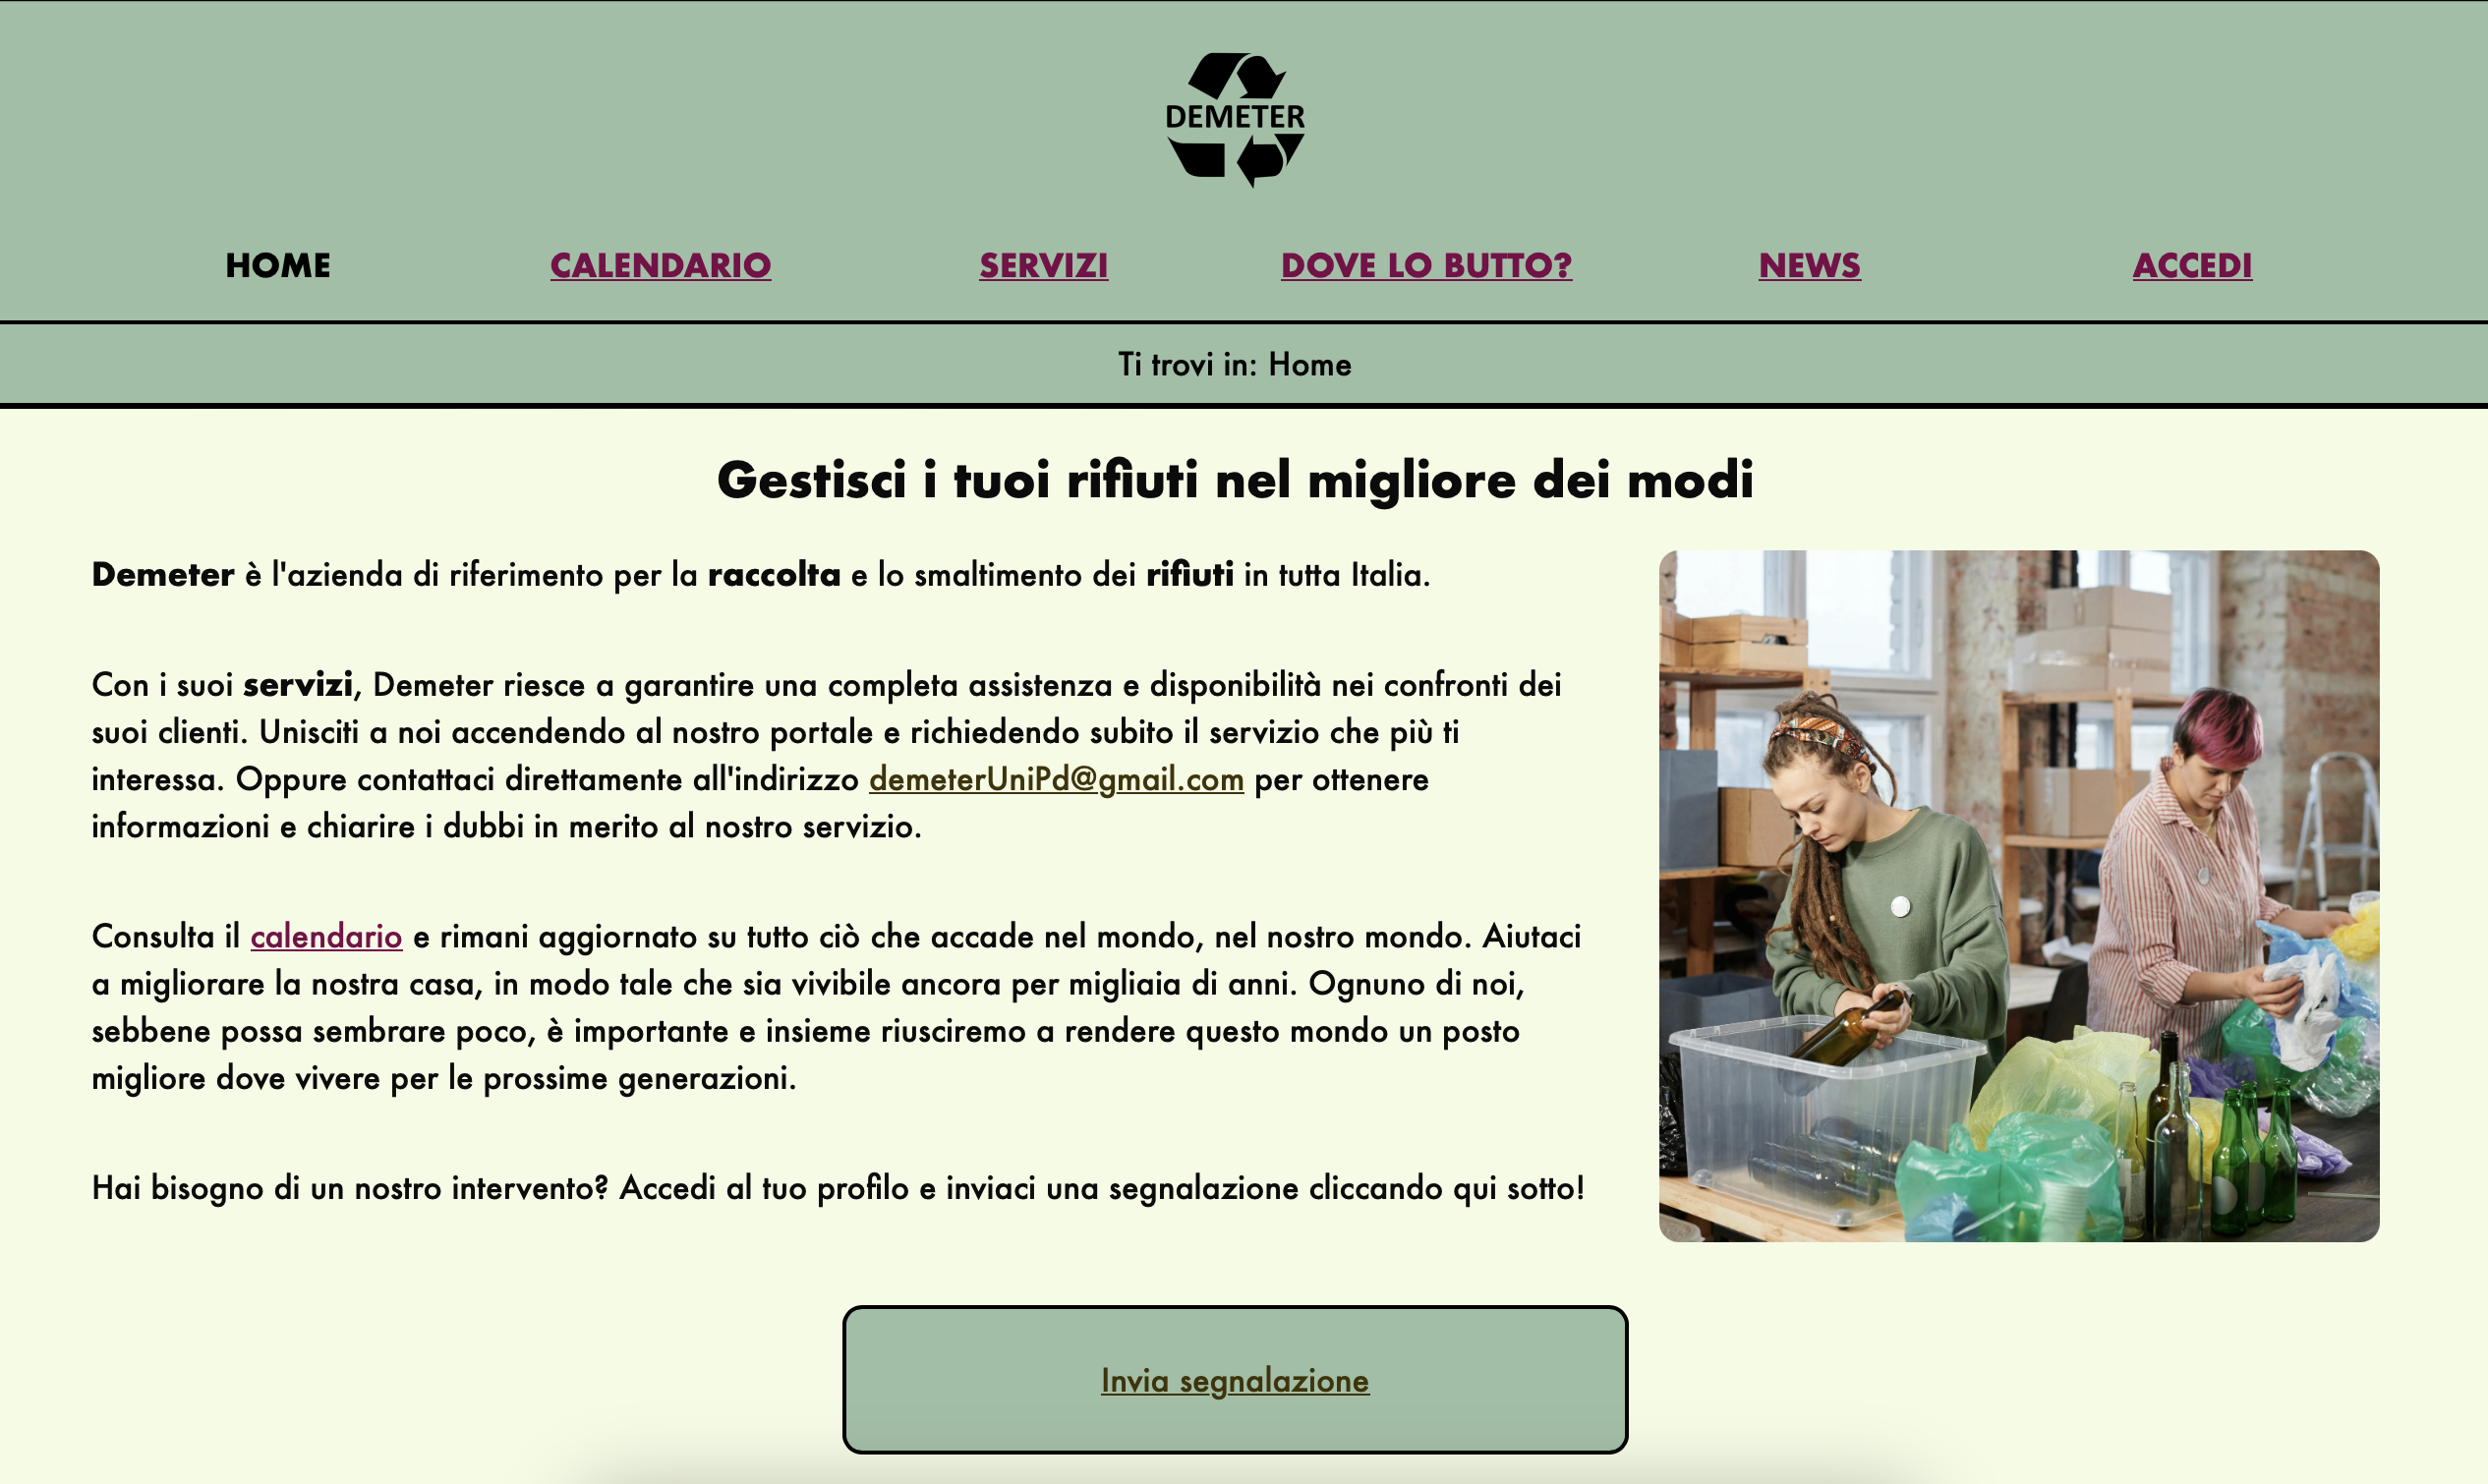 DEMETER
HOME CALENDARIO SERVIZI DOVE LO BUTTO? NEWS ACCEDI
Ti trovi in: Home
Gestisci i tuoi rifiuti nel migliore dei modi
Demeter è l'azienda di riferimento per la raccolta e lo smaltimento dei rifiuti in tutta Italia.
Con i suoi servizi, Demeter riesce a garantire una completa assistenza e disponibilità nei confronti dei
suoi clienti. Unisciti a noi accendendo al nostro portale e richiedendo subito il servizio che più ti
interessa. Oppure contattaci direttamente all'indirizzo demeterUniPd@gmail.com per ottenere
informazioni e chiarire i dubbi in merito al nostro servizio.
Consulta il calendario e rimani aggiornato su tutto ciò che accade nel mondo, nel nostro mondo. Aiutaci
a migliorare la nostra casa, in modo tale che sia vivibile ancora per migliaia di anni. Ognuno di noi,
sebbene possa sembrare poco, è importante e insieme riusciremo a rendere questo mondo un posto
migliore dove vivere per le prossime generazioni.
Hai bisogno di un nostro intervento? Accedi al tuo profilo e inviaci una segnalazione cliccando qui sotto!
Invia segnalazione